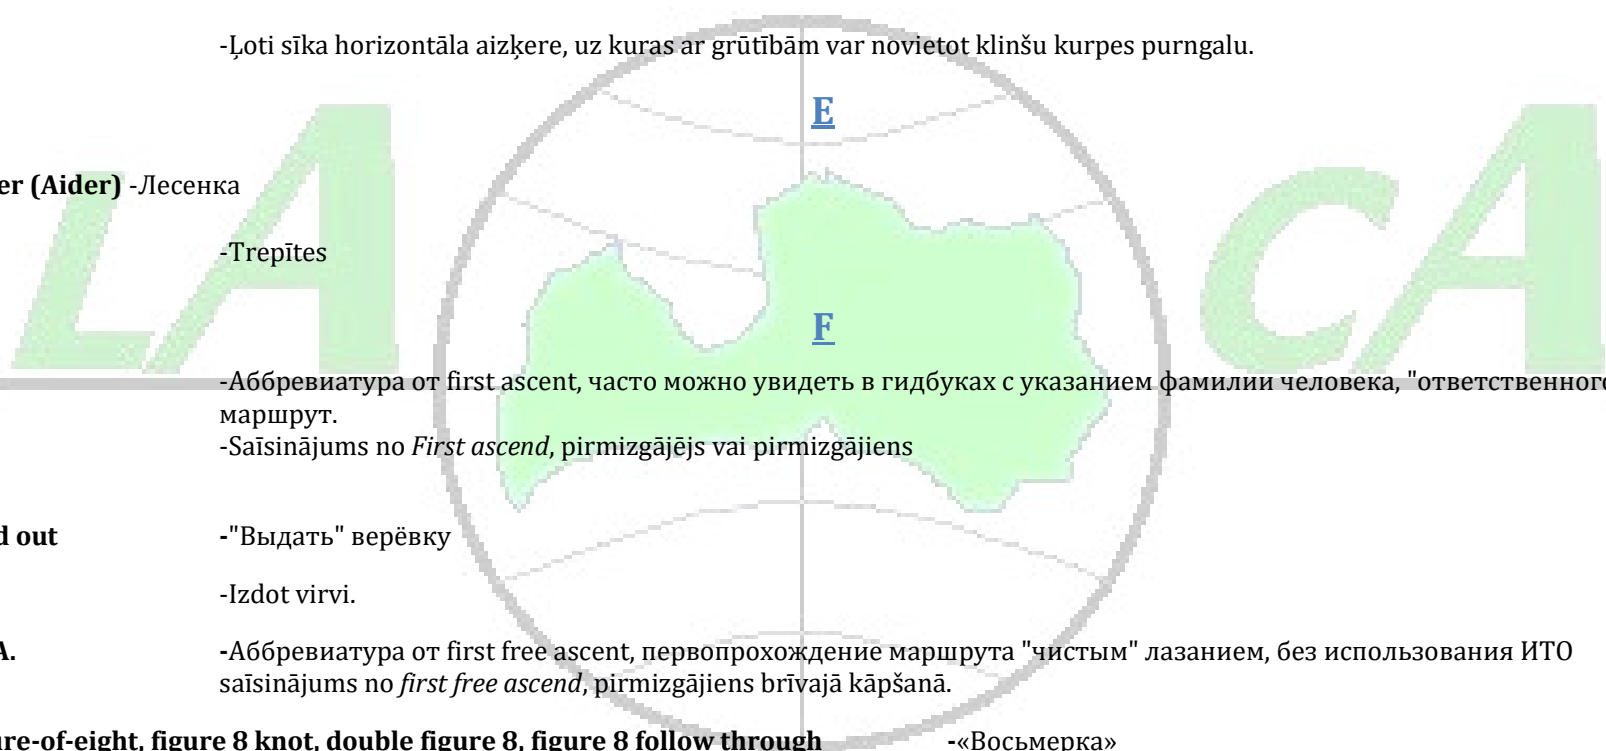 -Ļoti sīka horizontāla aizķere, uz kuras ar grūtībām var novietot klinšu kurpes purngalu.
E
er (Aider) -Лесенка
-Trepītes
F
-Аббревиатура от first ascent, часто можно увидеть в гидбуках с указанием фамилии человека, "ответственного
маршрут.
-Saīsinājums no First ascend, pirmizgājējs vai pirmizgājiens
d out -"Выдать" верёвку
-Izdot virvi.
A. -Аббревиатура от first free ascent, первопрохождение маршрута "чистым" лазанием, без использования ИТО
saīsinājums no first free ascend, pirmizgājiens brīvajā kāpšanā.
ure-of-eight, figure 8 knot, double figure 8, figure 8 follow through -«Восьмерка»
LA CA